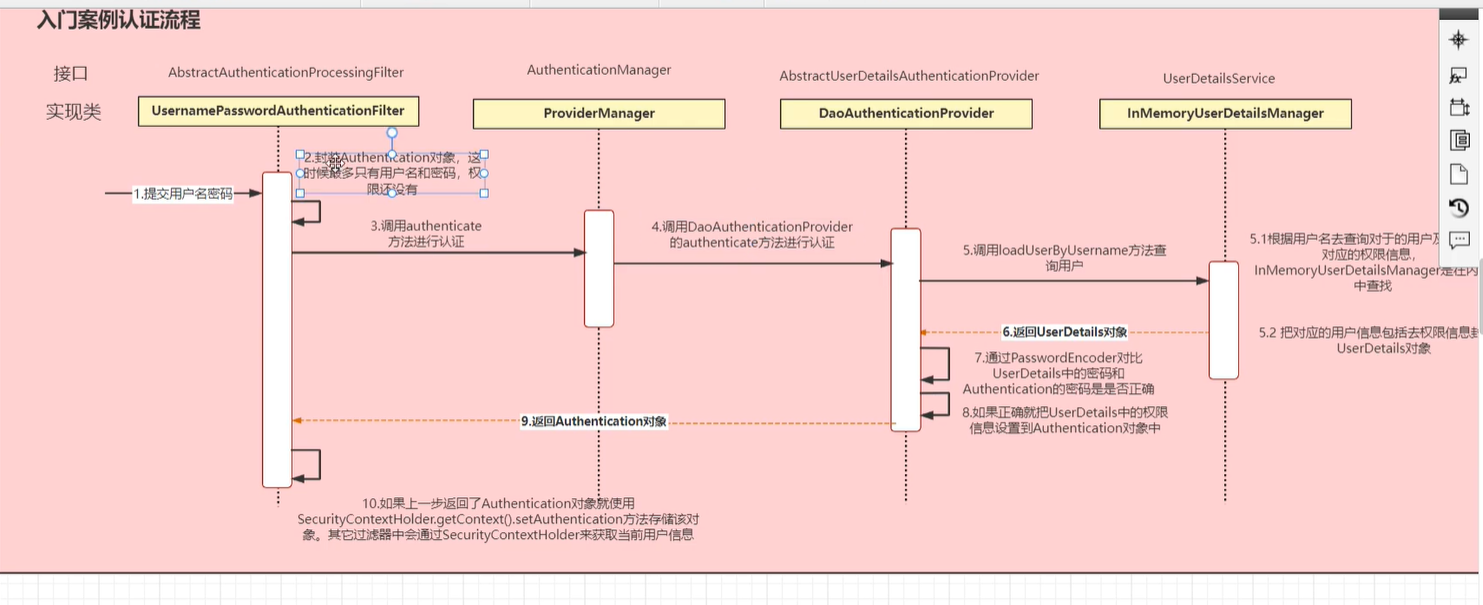 入门案例认证流程
接口
AbstractAuthenticationProcessingFilter
AuthenticationManager
AbstractUserDetailsAuthenticationProvider
UserDetailsService
实现类
UsernamePasswordAuthenticationFilter
ProviderManager
DaoAuthenticationProvider
InMemoryUserDetailsManager
1.提交用户名密码
2.封装Authentication对象，这
时候最多只有用户名和密码，权
限还没有
3.调用authenticate
方法进行认证
4.调用DaoAuthenticationProvider
的authenticate方法进行认证
5.调用loadUserByUsername方法查
询用户
5.1根据用户名去查询对于的用户及
对应的权限信息，
InMemoryUserDetailsManager是在内
中查找
5.2 把对应的用户信息包括去权限信息封
UserDetails对象
6.返回UserDetails对象
7.通过PasswordEncoder对比
UserDetails中的密码和
Authentication的密码是是否正确
8.如果正确就把UserDetails中的权限
信息设置到Authentication对象中
9.返回Authentication对象
10.如果上一步返回了Authentication对象就使用
SecurityContextHolder.getContext().setAuthentication方法存储该对
象。其它过滤器中会通过SecurityContextHolder来获取当前用户信息